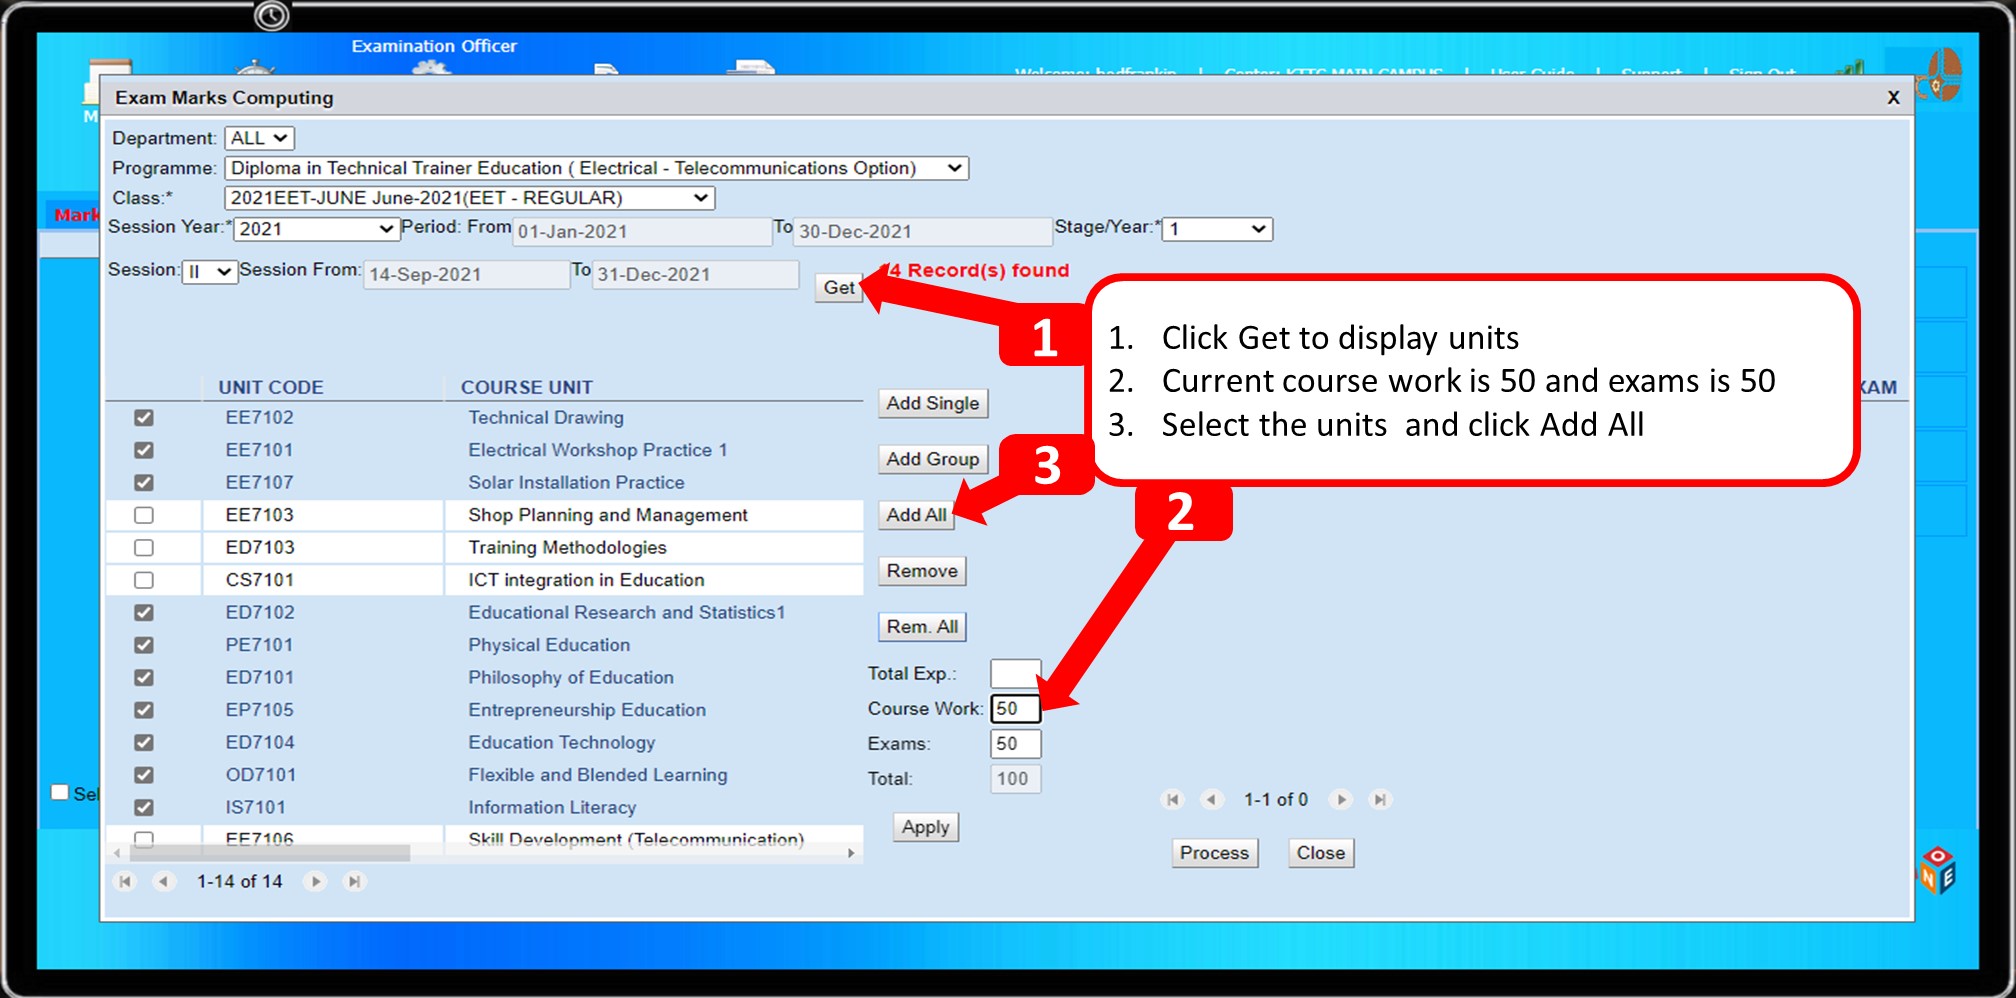 Examination Officer
Exam Marks Computing
X
Department: ALL
Programme: Diploma in Technical Trainer Education ( Electrical - Telecommunications Option)
Class:* 2021EET-JUNE June-2021(EET - REGULAR)
Mark
Session Year:* 2021 Period: From 01-Jan-2021 To 30-Dec-2021 Stage/Year:* 1
Session: II Session From: 14-Sep-2021 To 31-Dec-2021
Get
4 Record(s) found
1
1. Click Get to display units
2. Current course work is 50 and exams is 50
3. Select the units and click Add All
UNIT CODE COURSE UNIT
EE7102 Technical Drawing
EE7101 Electrical Workshop Practice 1
EE7107 Solar Installation Practice
EE7103 Shop Planning and Management
ED7103 Training Methodologies
CS7101 ICT integration in Education
ED7102 Educational Research and Statistics1
PE7101 Physical Education
ED7101 Philosophy of Education
EP7105 Entrepreneurship Education
ED7104 Education Technology
OD7101 Flexible and Blended Learning
IS7101 Information Literacy
EE7106 Skill Development (Telecommunication)
1-14 of 14
Add Single
Add Group
3
Add All
2
Remove
Rem. All
Total Exp.:
Course Work: 50
Exams: 50
Total: 100
Apply
1-1 of 0
Process
Close
Sel
N E